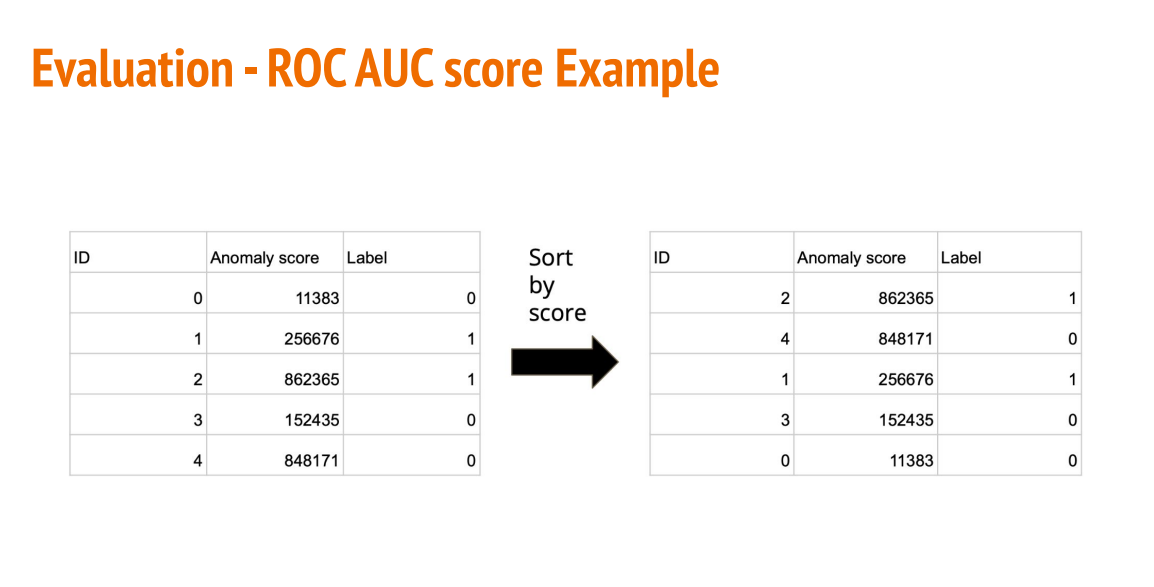 Evaluation - ROC AUC score Example
ID Anomaly score Label
0 11383 0
1 256676 1
2 862365 1
3 152435 0
4 848171 0
Sort
by
score
ID Anomaly score Label
2 862365 1
4 848171 0
1 256676 1
3 152435 0
0 11383 0